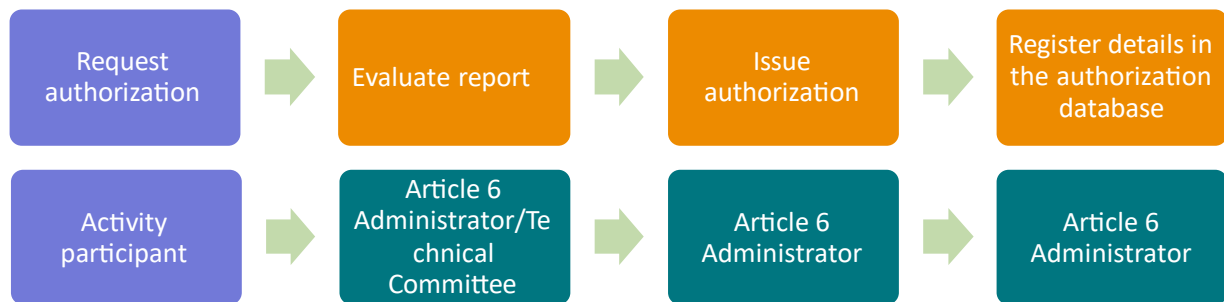 Request
authorization
Evaluate report
Issue
authorization
Register details in
the authorization
database
Activity
participant
Article 6
Administrator/Te
chnical
Committee
Article 6
Administrator
Article 6
Administrator